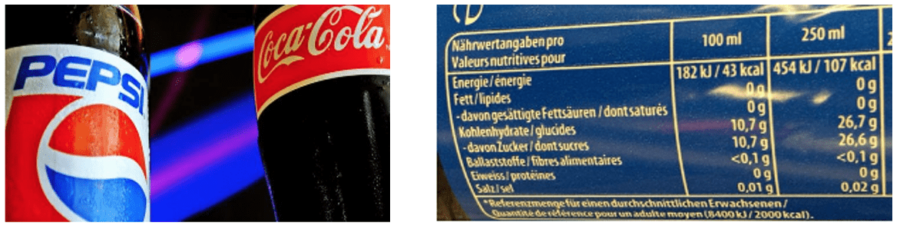 PEPSI
Coca-Cola
Nährwertangaben pro 100 ml 250 ml
Valeurs nutritives pour
Energie/énergie 182 kJ / 43 kcal 454 kJ / 107 kcal
Fett/lipides 0 g 0 g
-davon gesättigte Fettsäuren/dont saturés 0 g 0 g
Kohlenhydrate/glucides 10,7 g 26,7 g
-davon Zucker/dont sucres 10,7 g 26,6 g
Ballaststoffe/fibres alimentaires <0,1 g <0,1 g
Eiweiss/protéines 0 g 0 g
Salz/sel 0,01 g 0,02 g
*Referenzmenge für einen durchschnittlichen Erwachsenen/
Quantité de référence pour un adulte moyen (8400 kJ/2000 kcal).